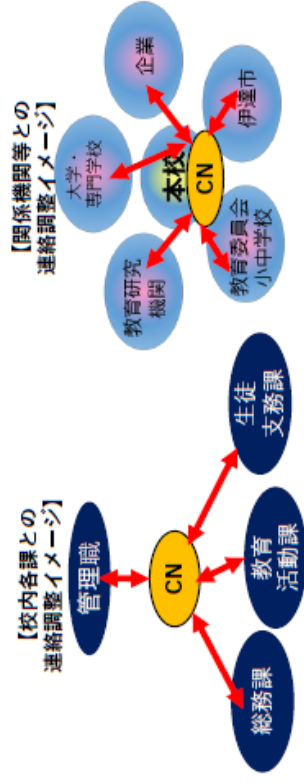 【校内各課との
連絡調整イメージ】
管理職
CN
総務課
教育
活動課
生徒
支務課
【関係機関等との
連絡調整イメージ】
大学・
専門学校
企業
教育研究
機関
本校
CN
教育委員会
小中学校
伊達市